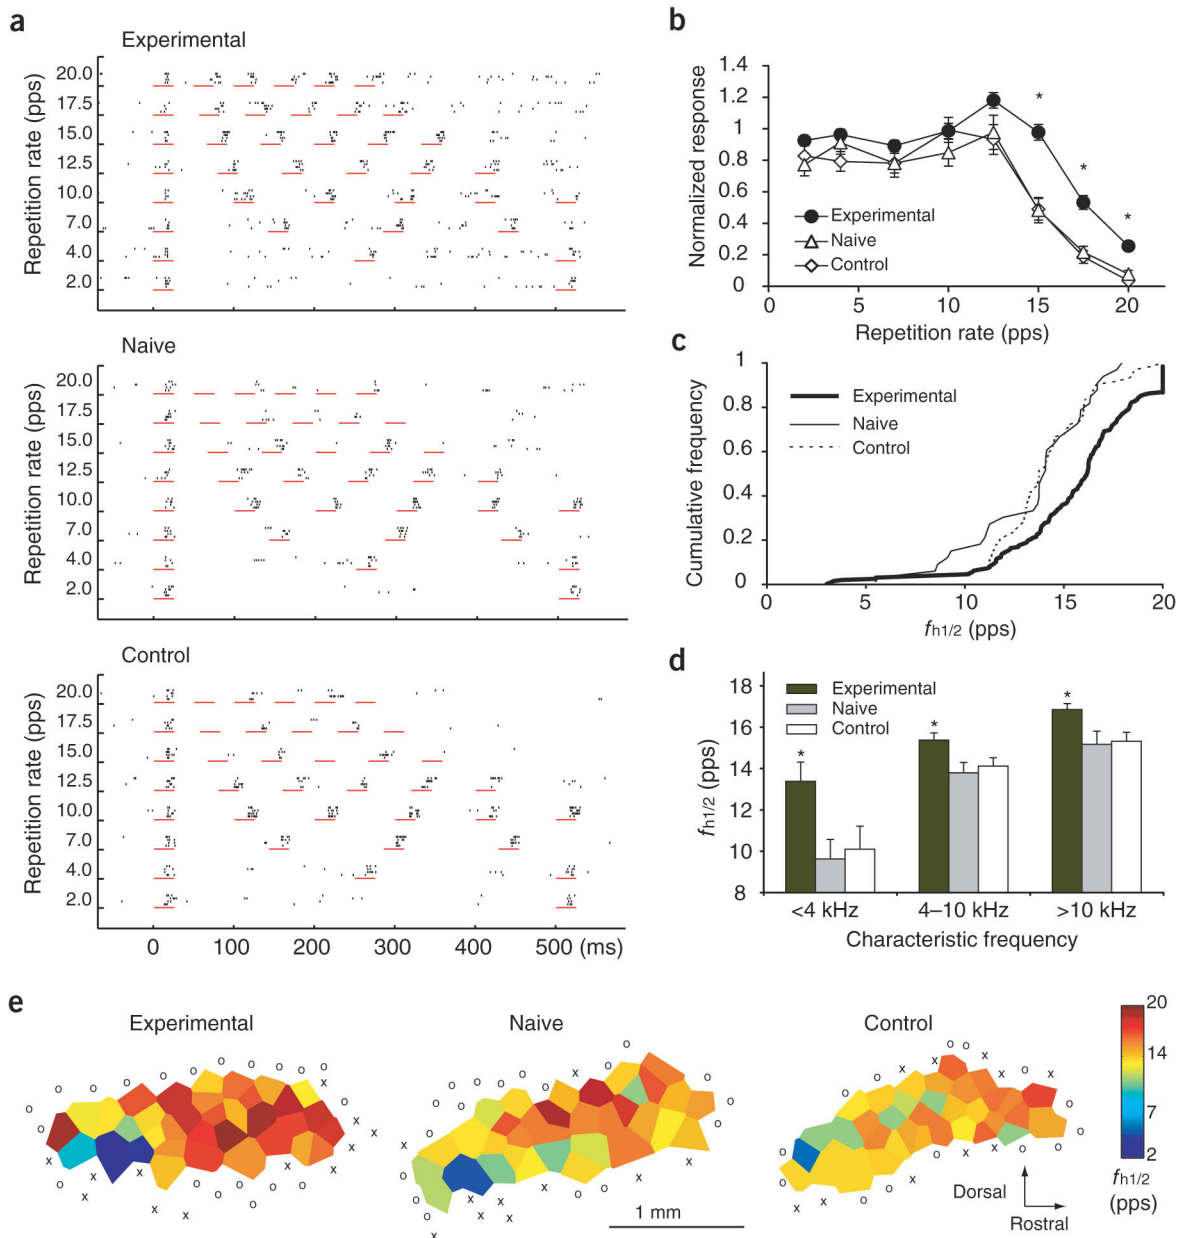 a
Experimental
Repetition rate (pps)
20.0
17.5
15.0
12.5
10.0
7.0
4.0
2.0
Naive
Repetition rate (pps)
20.0
17.5
15.0
12.5
10.0
7.0
4.0
2.0
Control
Repetition rate (pps)
20.0
17.5
15.0
12.5
10.0
7.0
4.0
2.0
0 100 200 300 400 500 (ms)
b
Normalized response
1.4
1.2
1
0.8
0.6
0.4
0.2
0
* * *
Experimental
Naive
Control
0 5 10 15 20
Repetition rate (pps)
c
Cumulative frequency
1
0.8
0.6
0.4
0.2
0
Experimental
Naive
Control
0 5 10 15 20
fh1/2 (pps)
d
fh1/2 (pps)
18
16
14
12
10
8
Experimental
Naive
Control
* * *
<4 kHz 4–10 kHz >10 kHz
Characteristic frequency
e
Experimental Naive Control
20
14
7
2
fh1/2
(pps)
1 mm
Dorsal
Rostral